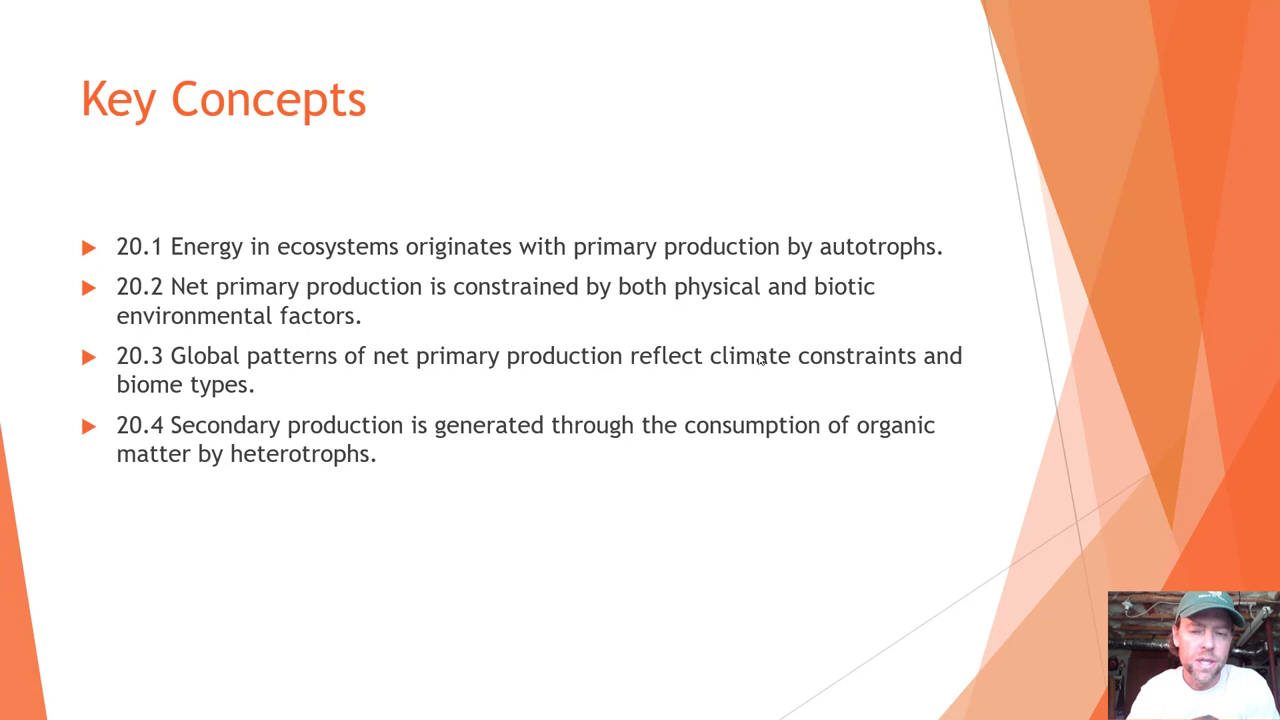 Key Concepts
20.1 Energy in ecosystems originates with primary production by autotrophs.
20.2 Net primary production is constrained by both physical and biotic
environmental factors.
20.3 Global patterns of net primary production reflect climate constraints and
biome types.
20.4 Secondary production is generated through the consumption of organic
matter by heterotrophs.